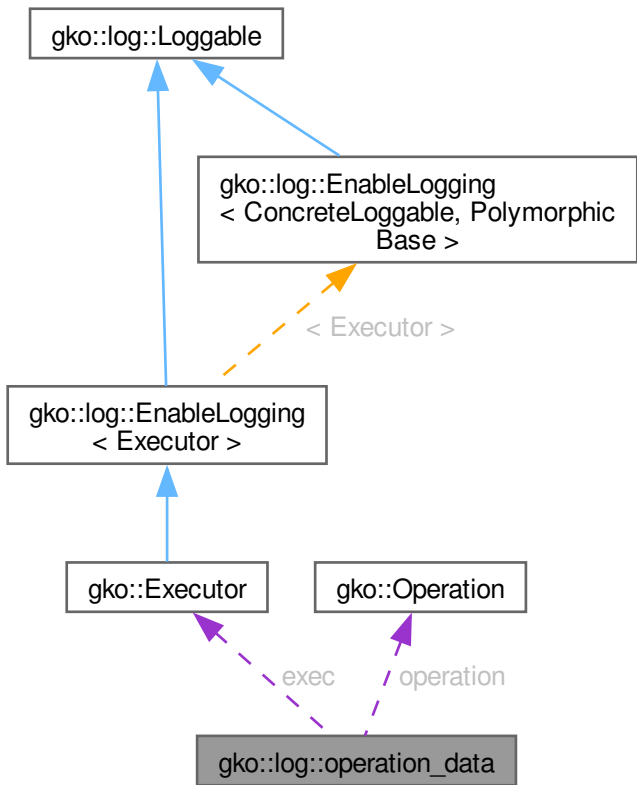 gko::log::Loggable
gko::log::EnableLogging
< ConcreteLoggable, Polymorphic
Base >
< Executor >
gko::log::EnableLogging
< Executor >
gko::Executor
gko::Operation
exec
operation
gko::log::operation_data